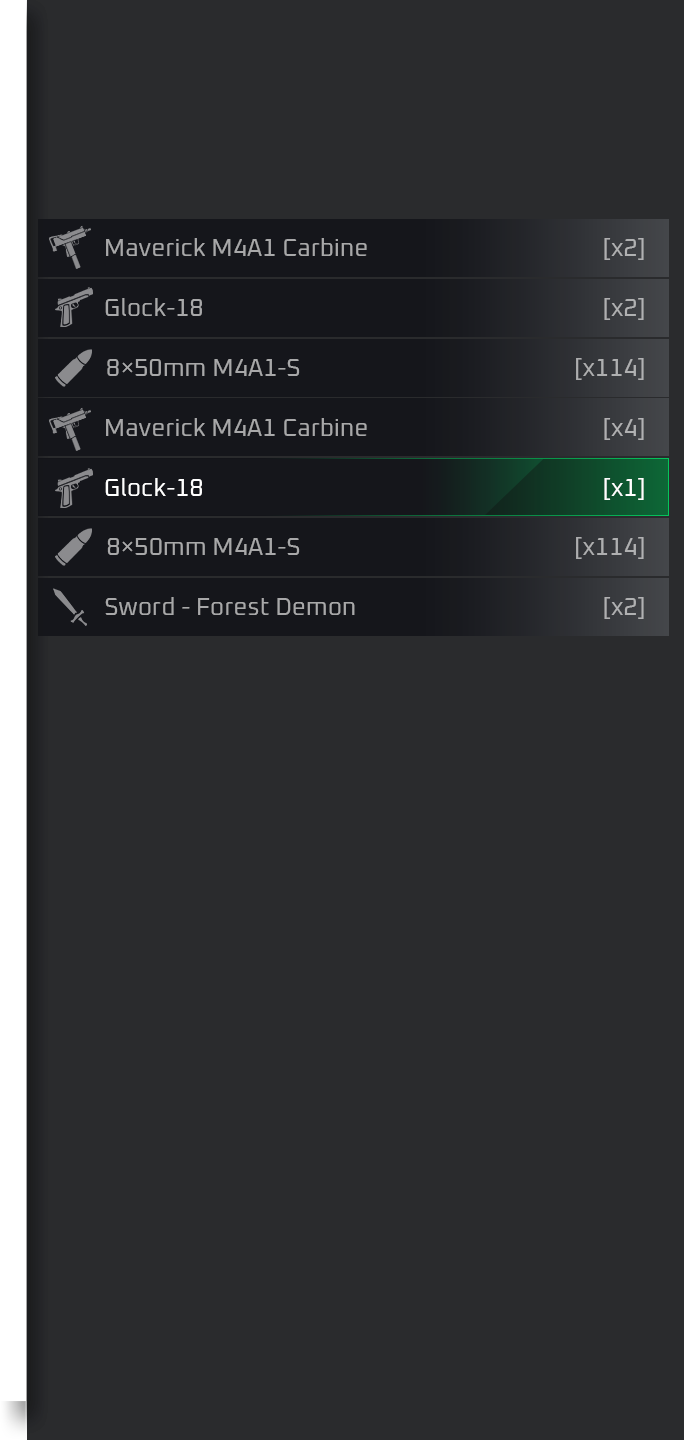 Maverick M4A1 Carbine [x2]
Glock-18 [x2]
8×50mm M4A1-S [x114]
Maverick M4A1 Carbine [x4]
Glock-18 [x1]
8×50mm M4A1-S [x114]
Sword - Forest Demon [x2]